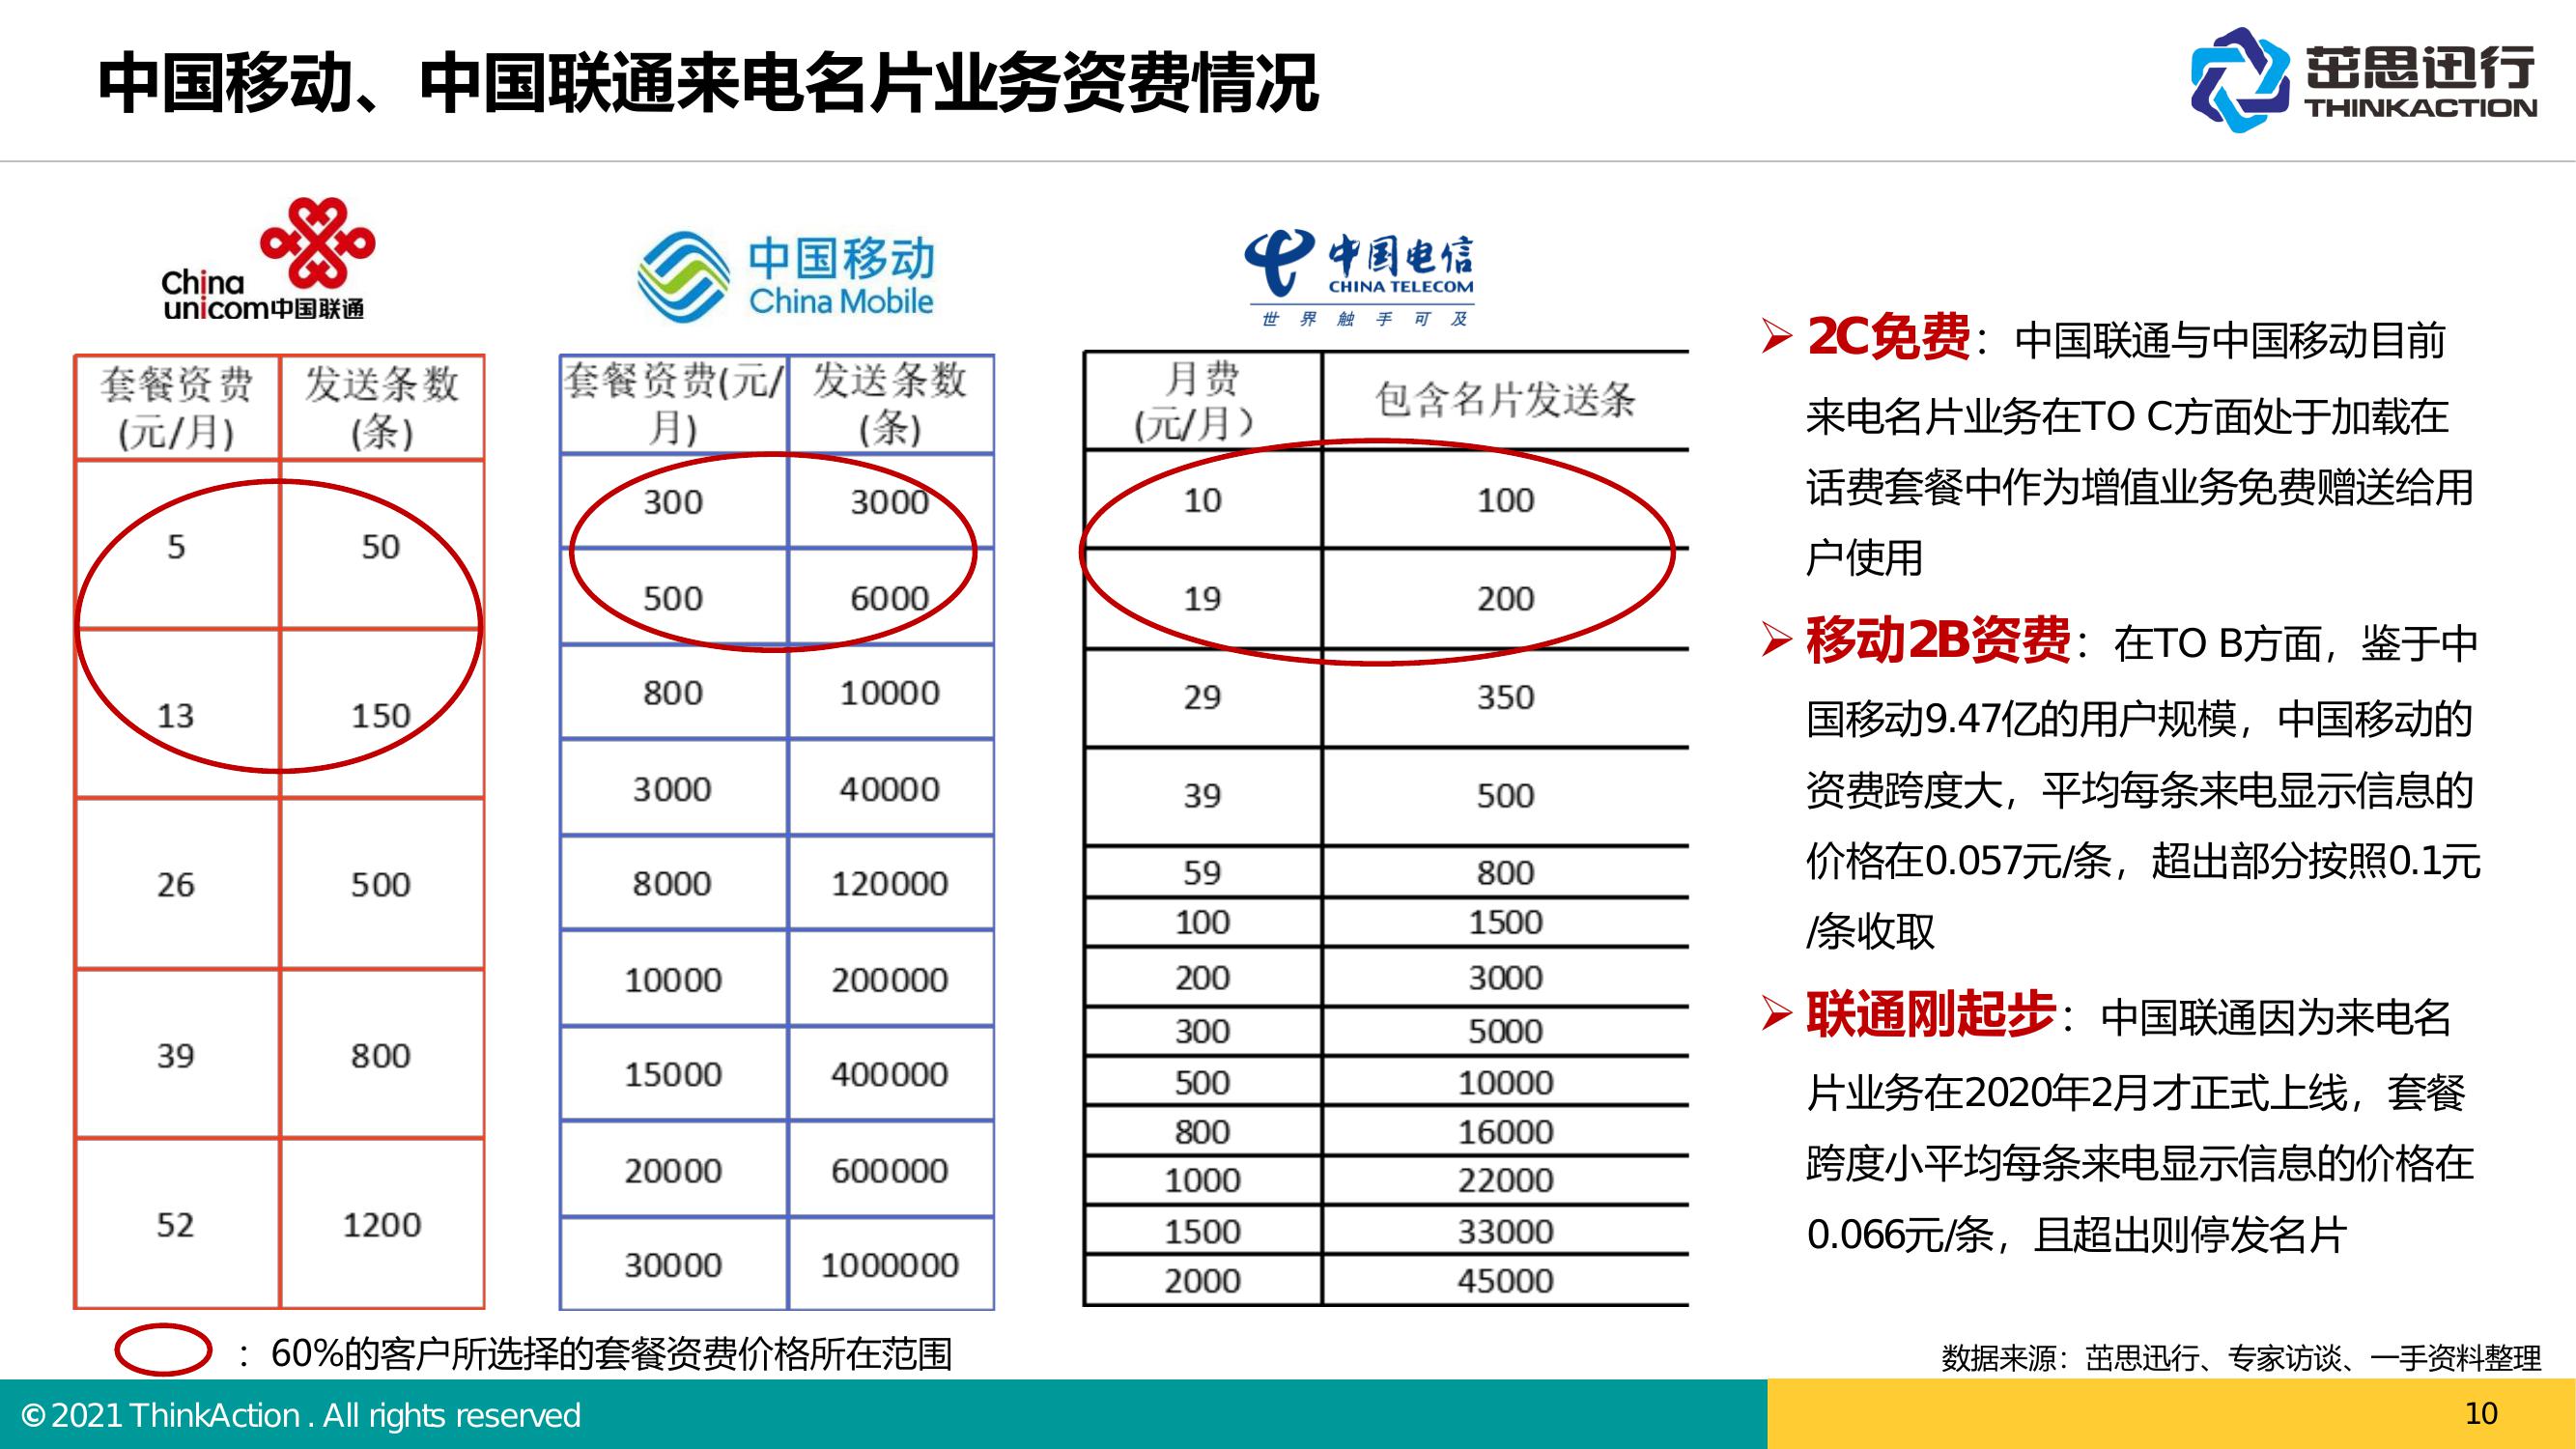 中国移动、中国联通来电名片业务资费情况
茁思迅行
THINKACTION
China
unicom中国联通
中国移动
China Mobile
中国电信
CHINA TELECOM
世 界 触 手 可 及
套餐资费 发送条数
(元/月) (条)
5 50
13 150
26 500
39 800
52 1200
套餐资费(元/ 发送条数
月) (条)
300 3000
500 6000
800 10000
3000 40000
8000 120000
10000 200000
15000 400000
20000 600000
30000 1000000
月费 包含名片发送条
(元/月）
10 100
19 200
29 350
39 500
59 800
100 1500
200 3000
300 5000
500 10000
800 16000
1000 22000
1500 33000
2000 45000
➢ 2C免费：中国联通与中国移动目前
来电名片业务在TO C方面处于加载在
话费套餐中作为增值业务免费赠送给用
户使用
➢ 移动2B资费：在TO B方面，鉴于中
国移动9.47亿的用户规模，中国移动的
资费跨度大，平均每条来电显示信息的
价格在0.057元/条，超出部分按照0.1元
/条收取
➢ 联通刚起步：中国联通因为来电名
片业务在2020年2月才正式上线，套餐
跨度小平均每条来电显示信息的价格在
0.066元/条，且超出则停发名片
：60%的客户所选择的套餐资费价格所在范围
数据来源：茁思迅行、专家访谈、一手资料整理
© 2021 ThinkAction . All rights reserved
10